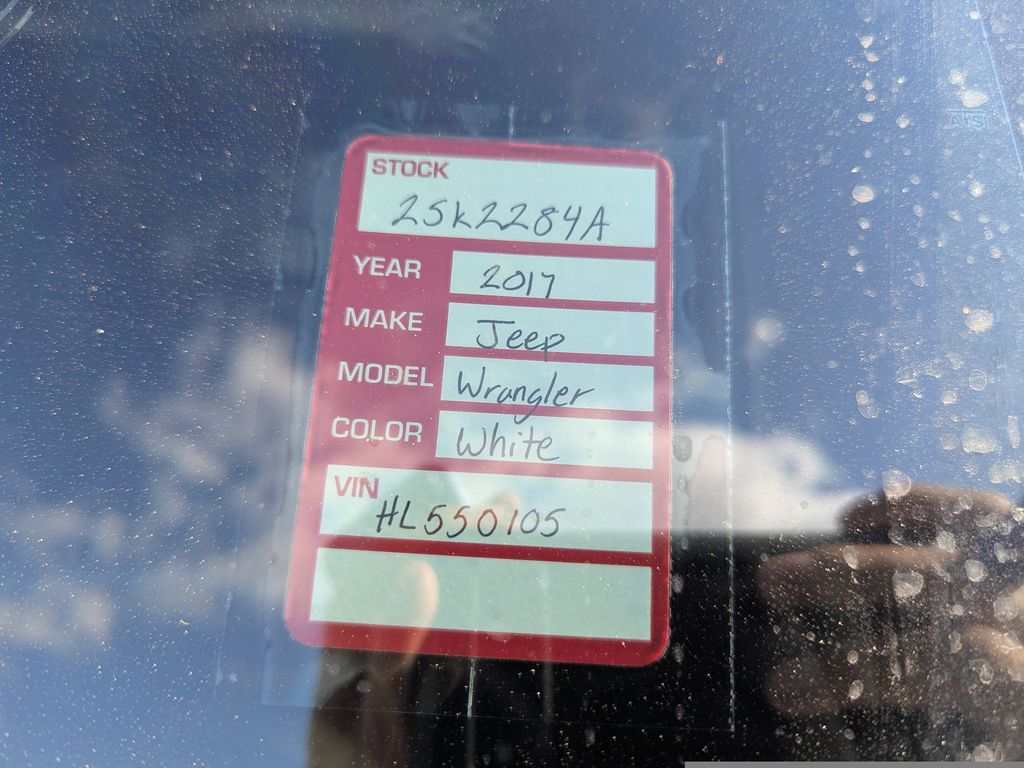 STOCK
25K2284A
YEAR 2017
MAKE Jeep
MODEL Wrangler
COLOR White
VIN
HL550105